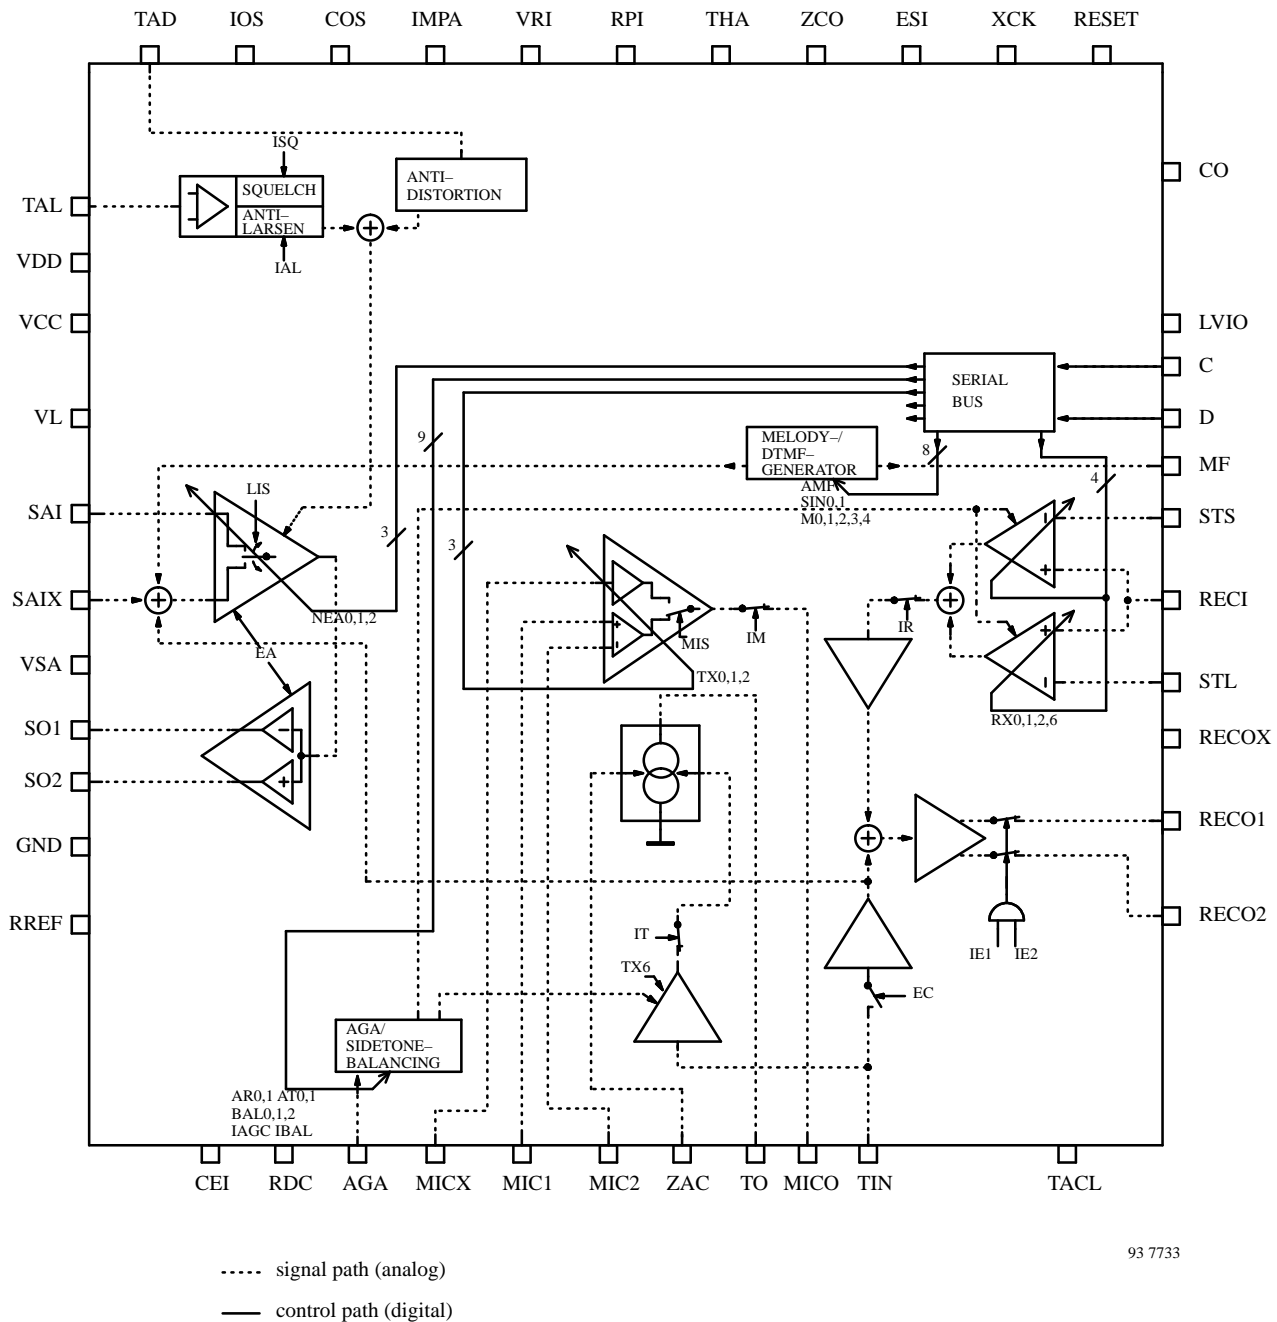 TAD IOS COS IMPA VRI RPI THA ZCO ESI XCK RESET
ISQ
SQUELCH
ANTI–
LARSEN
IAL
ANTI–
DISTORTION
CO
TAL
VDD
VCC
LVIO
C
SERIAL
BUS
D
VL
9
MELODY–/
DTMF–
GENERATOR
8
MF
4
AMF
SIN0,1
M0,1,2,3,4
LIS
SAI
3
3
STS
SAIX
NEA0,1,2
MIS
IM
IR
RECI
EA
VSA
TX0,1,2
STL
RX0,1,2,6
SO1
RECOX
SO2
RECO1
GND
RREF
RECO2
IT
IE1 IE2
TX6
EC
AGA/
SIDETONE–
BALANCING
AR0,1 AT0,1
BAL0,1,2
IAGC IBAL
CEI RDC AGA MICX MIC1 MIC2 ZAC TO MICO TIN TACL
93 7733
signal path (analog)
control path (digital)